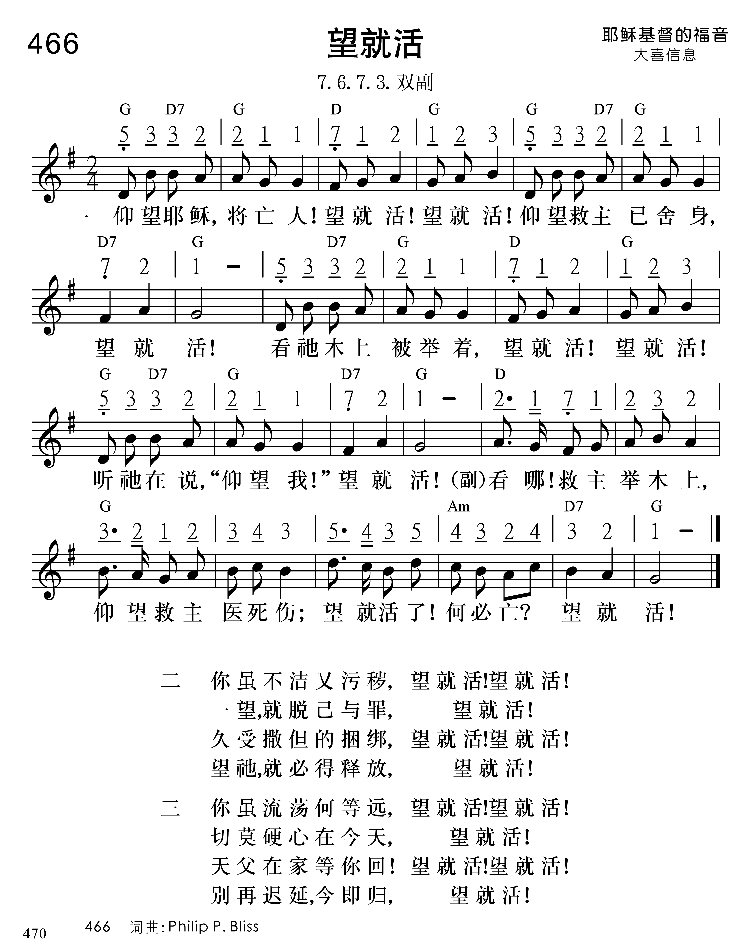 466
望就活
耶稣基督的福音
大喜信息
7.6.7.3.双副
G D7 G D G D7 G
5 3 3 2 | 2 1 1 | 7 1 2 | 1 2 3 | 5 3 3 2 | 2 1 1 |
2/4
一 仰望耶稣, 将亡人! 望就活! 望就活! 仰望救主 已舍身,
D7 G D7 G D G
7 2 | 1 – | 5 3 3 2 | 2 1 1 | 7 1 2 | 1 2 3 |
望就 活! 看祂木上 被举着, 望就活! 望就活!
G D7 G D7 G D
5 3 3 2 | 2 1 1 1 | 7 2 | 1 – | 2· 1 7 1 | 2 3 2 |
听祂在说,“仰望 我!”望就 活! (副)看 哪!救主 举木上,
G Am D7 G
3· 2 1 2 | 3 4 3 | 5· 4 5 3 | 4 3 2 4 | 3 2 | 1 – |
仰望救主 医死伤; 望就活了! 何必亡? 望就 活!
二 你虽不洁又污秽, 望就活!望就活!
一望,就脱己与罪, 望就活!
久受撒但的捆绑, 望就活!望就活!
望祂,就必得释放, 望就活!
三 你虽流荡何等远, 望就活!望就活!
切莫硬心在今天, 望就活!
天父在家等你回! 望就活!望就活!
别再迟延,今即归, 望就活!
466 词曲: Philip P. Bliss
470